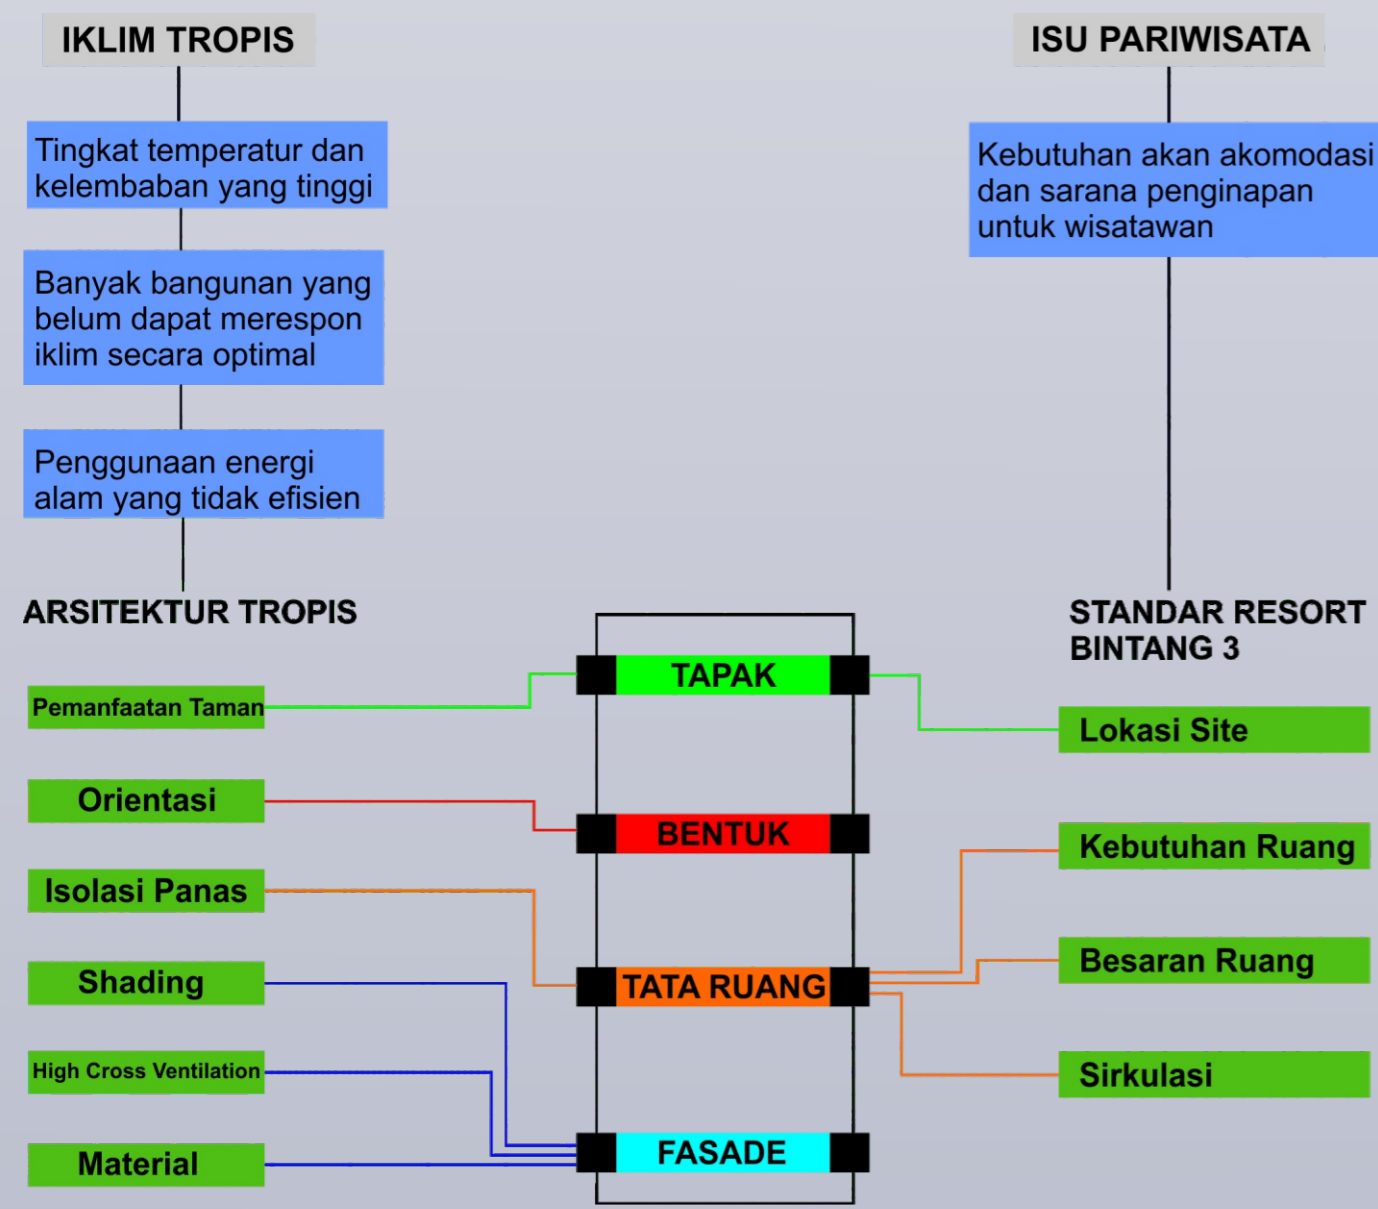 IKLIM TROPIS
Tingkat temperatur dan
kelembaban yang tinggi
Banyak bangunan yang
belum dapat merespon
iklim secara optimal
Penggunaan energi
alam yang tidak efisien
ARSITEKTUR TROPIS
Pemanfaatan Taman
Orientasi
Isolasi Panas
Shading
High Cross Ventilation
Material
TAPAK
BENTUK
TATA RUANG
FASADE
ISU PARIWISATA
Kebutuhan akan akomodasi
dan sarana penginapan
untuk wisatawan
STANDAR RESORT
BINTANG 3
Lokasi Site
Kebutuhan Ruang
Besaran Ruang
Sirkulasi